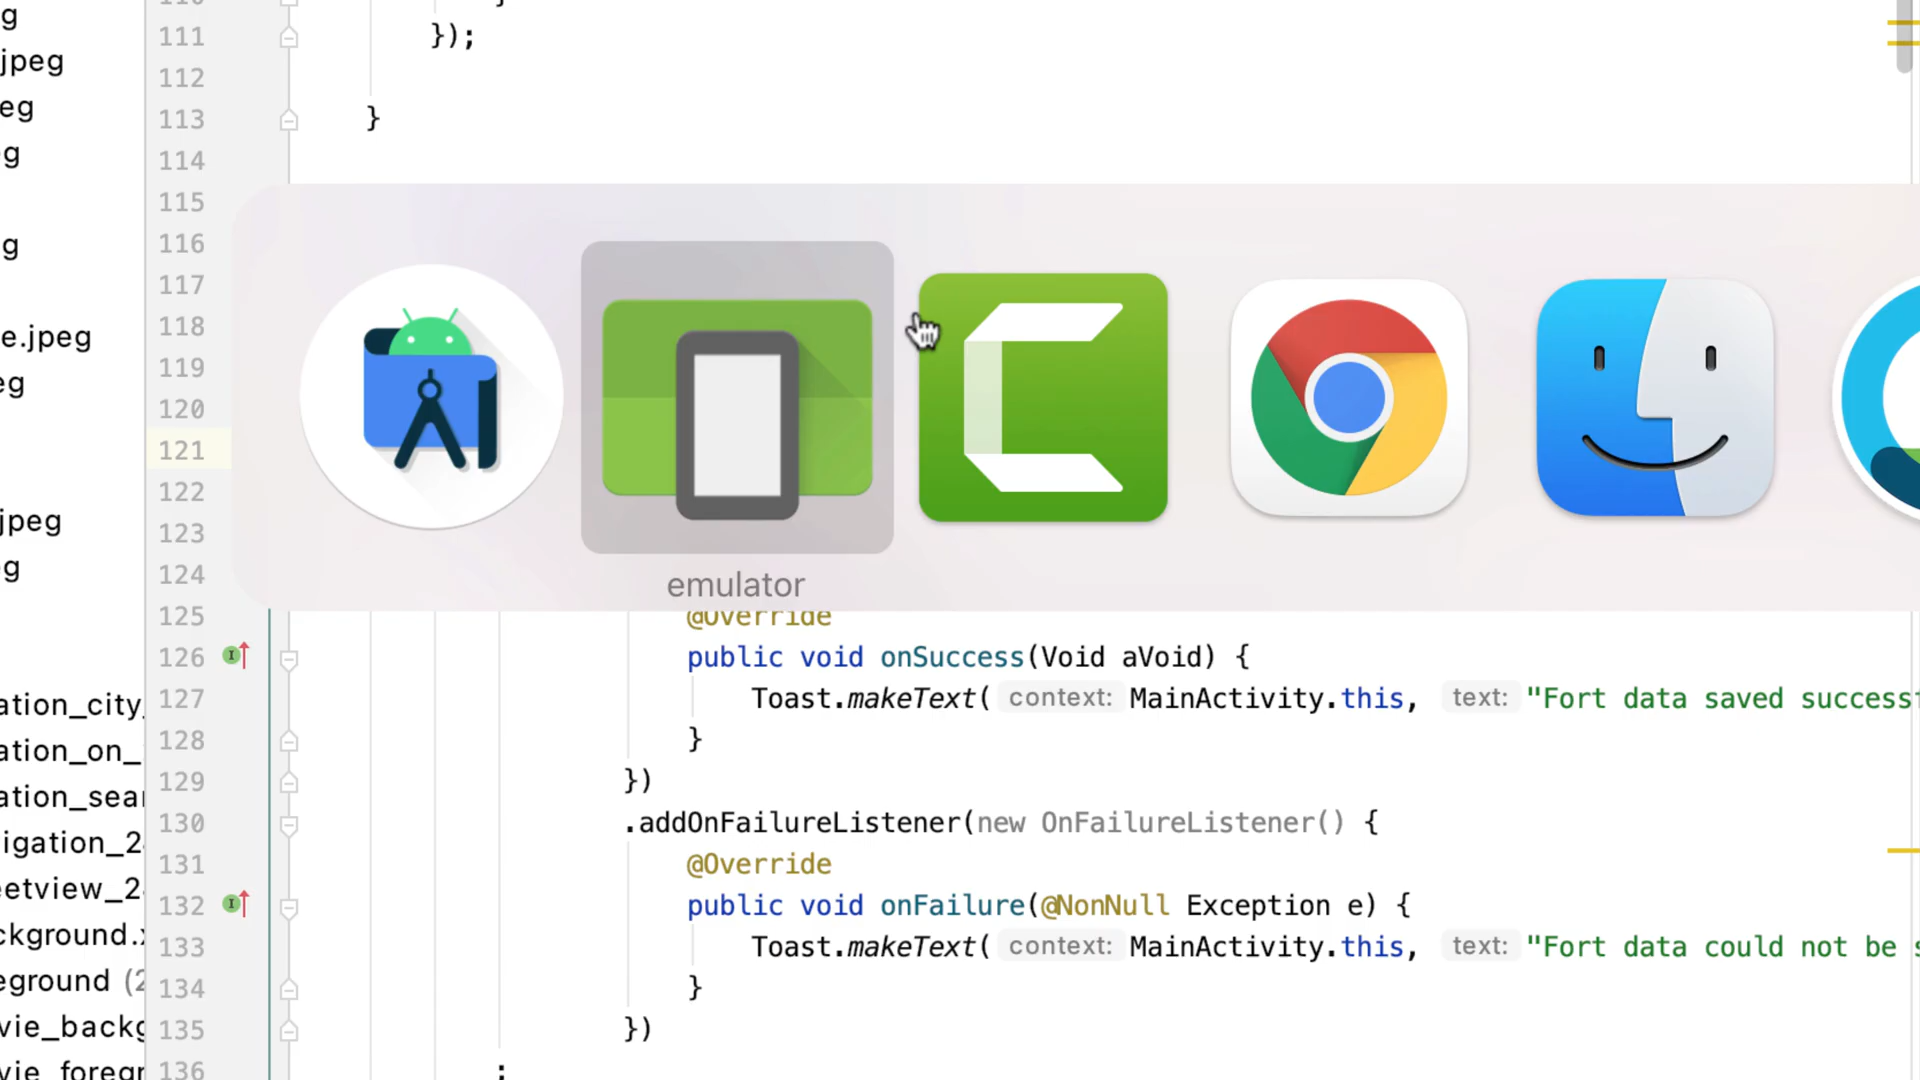 g
111 });
jpeg
112
eg
113 }
g
114
115
116
g
117
118
e.jpeg
119
eg
120
121
122
jpeg
123
g
124
emulator
125 @Override
126 public void onSuccess(Void aVoid) {
ation_city_
127 Toast.makeText( context: MainActivity.this, text: "Fort data saved success
128 }
ation_on_
129 })
ation_sear
130 .addOnFailureListener(new OnFailureListener() {
igation_2
131 @Override
eetview_2
132 public void onFailure(@NonNull Exception e) {
ckground.x
133 Toast.makeText( context: MainActivity.this, text: "Fort data could not be s
eground (2
134 }
vie_backg
135 })
vie_foregr
136 ;